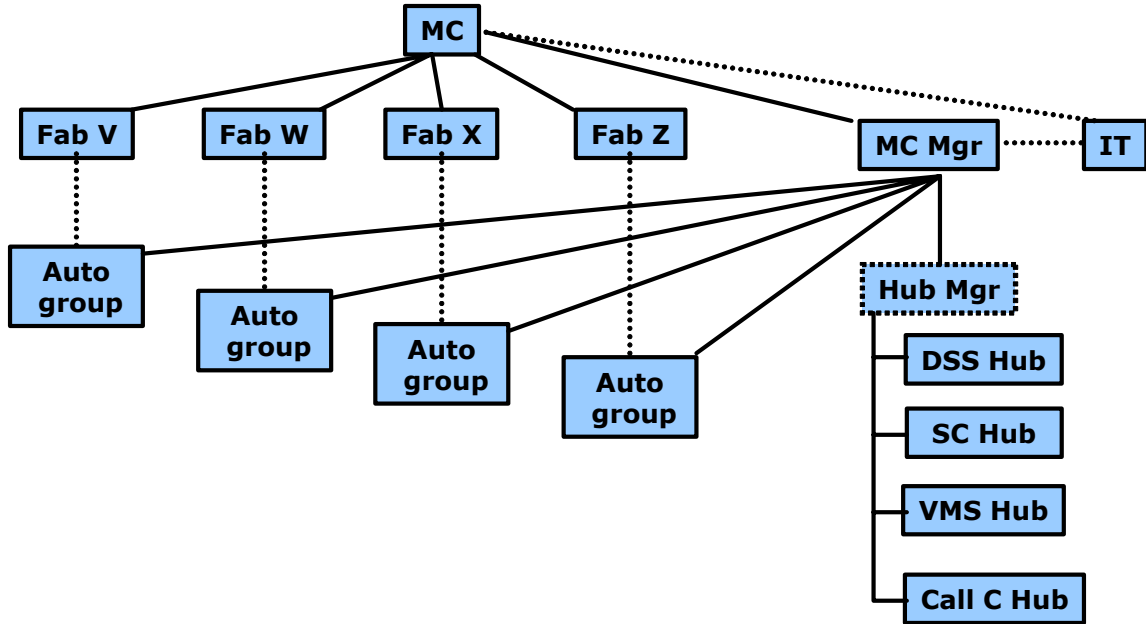 MC
Fab V
Fab W
Fab X
Fab Z
MC Mgr
IT
Auto
group
Auto
group
Auto
group
Auto
group
Hub Mgr
DSS Hub
SC Hub
VMS Hub
Call C Hub